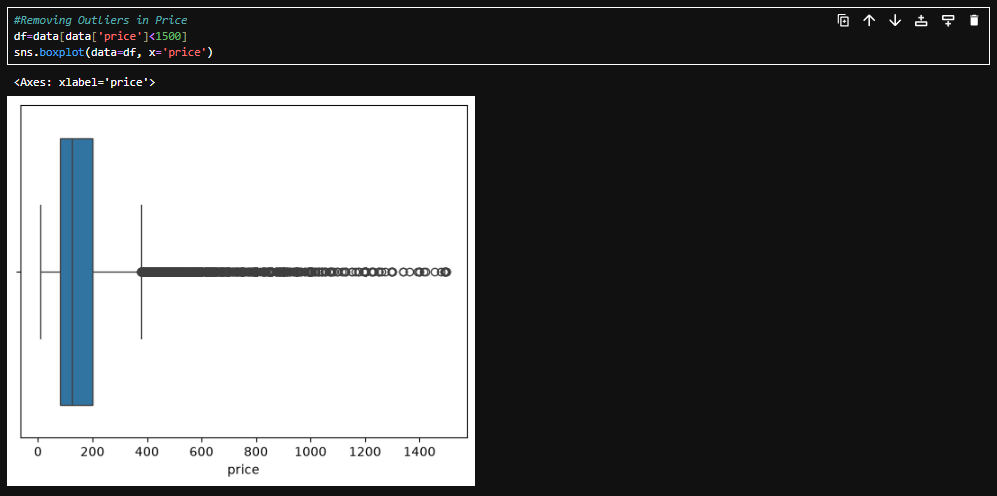 #Removing Outliers in Price
df=data[data['price']<1500]
sns.boxplot(data=df, x='price')
<Axes: xlabel='price'>
0 200 400 600 800 1000 1200 1400
price